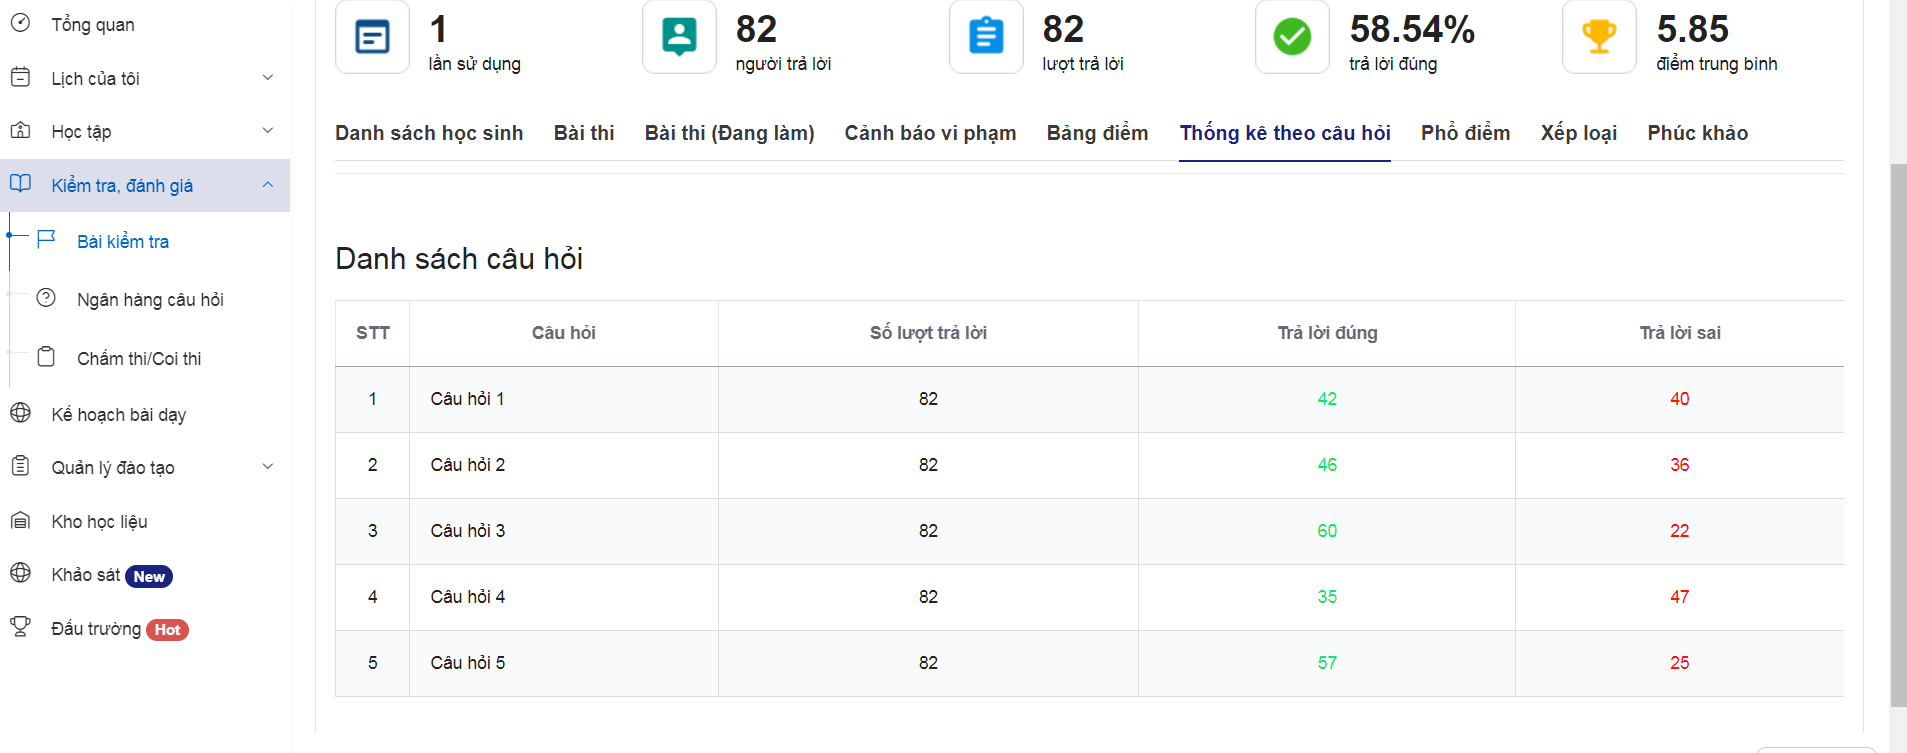 Tổng quan
Lịch của tôi
Học tập
Kiểm tra, đánh giá
Bài kiểm tra
Ngân hàng câu hỏi
Chấm thi/Coi thi
Kế hoạch bài dạy
Quản lý đào tạo
Kho học liệu
Khảo sát New
Đấu trường Hot
1
lần sử dụng
82
người trả lời
82
lượt trả lời
58.54%
trả lời đúng
5.85
điểm trung bình
Danh sách học sinh Bài thi Bài thi (Đang làm) Cảnh báo vi phạm Bảng điểm Thống kê theo câu hỏi Phổ điểm Xếp loại Phúc khảo
Danh sách câu hỏi
STT Câu hỏi Số lượt trả lời Trả lời đúng Trả lời sai
1 Câu hỏi 1 82 42 40
2 Câu hỏi 2 82 46 36
3 Câu hỏi 3 82 60 22
4 Câu hỏi 4 82 35 47
5 Câu hỏi 5 82 57 25